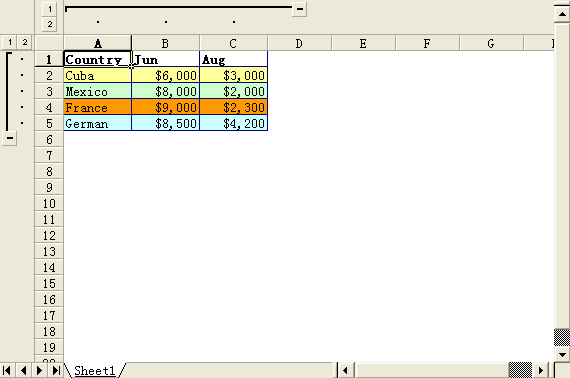 1
2
1 2 A B C D E F G
1 Country Jun Aug
2 Cuba $6,000 $3,000
3 Mexico $8,000 $2,000
4 France $9,000 $2,300
5 German $8,500 $4,200
6
7
8
9
10
11
12
13
14
15
16
17
18
19
Sheet1